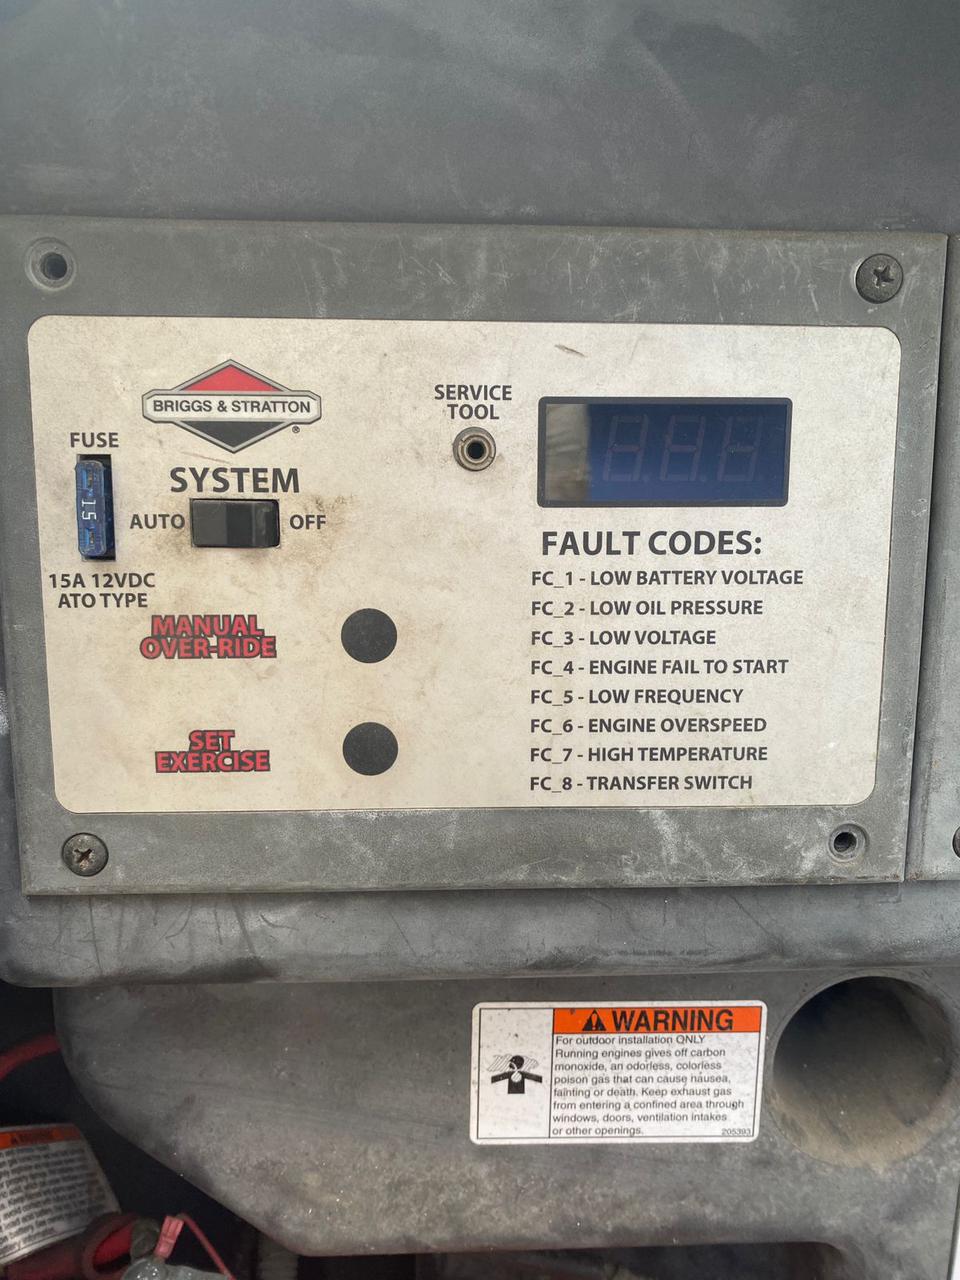 BRIGGS & STRATTON
®
FUSE
15
15A 12VDC
ATO TYPE
SYSTEM
AUTO
OFF
MANUAL
OVER-RIDE
SET
EXERCISE
SERVICE
TOOL
FAULT CODES:
FC_1 - LOW BATTERY VOLTAGE
FC_2 - LOW OIL PRESSURE
FC_3 - LOW VOLTAGE
FC_4 - ENGINE FAIL TO START
FC_5 - LOW FREQUENCY
FC_6 - ENGINE OVERSPEED
FC_7 - HIGH TEMPERATURE
FC_8 - TRANSFER SWITCH
WARNING
For outdoor installation ONLY
Running engines gives off carbon
monoxide, an odorless, colorless
poison gas that can cause nausea,
fainting or death. Keep exhaust gas
from entering a confined area through
windows, doors, ventilation intakes
or other openings.
205393